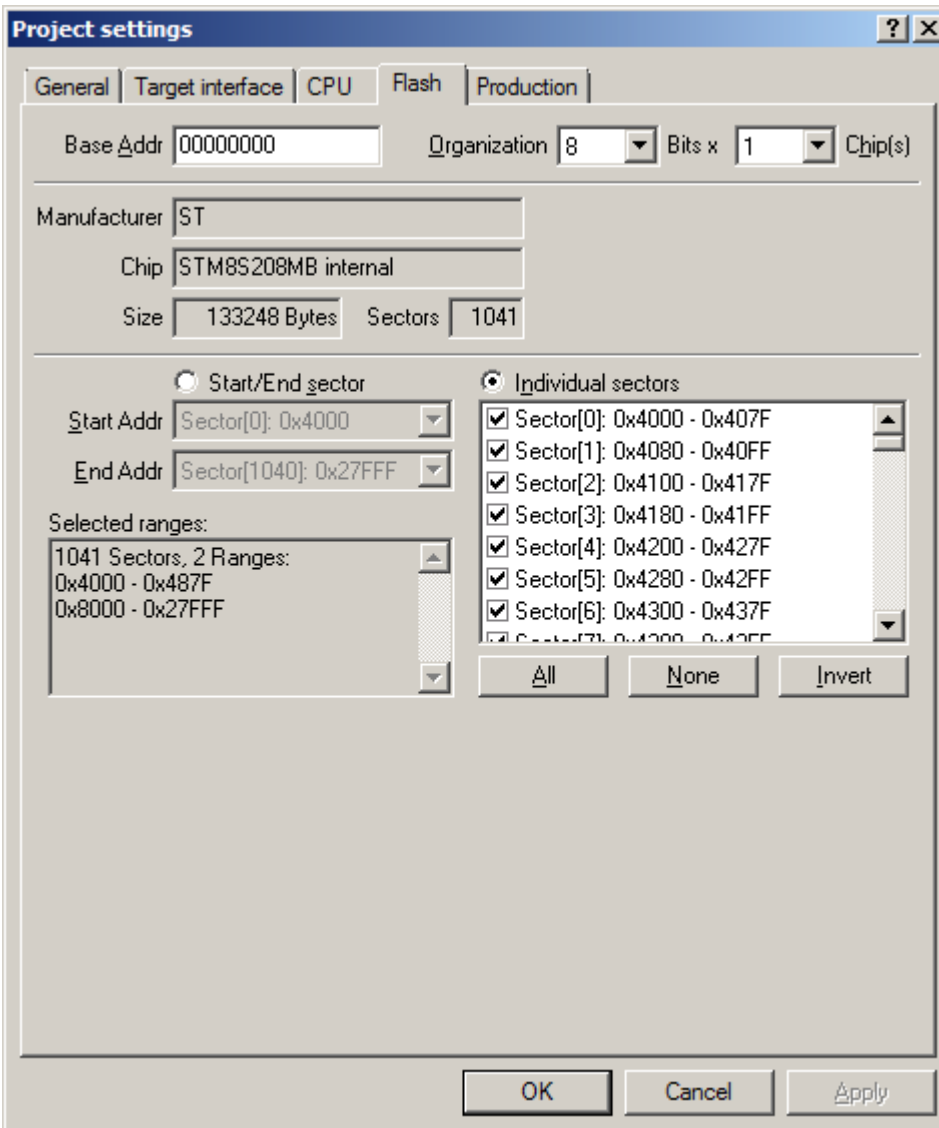 Project settings
General Target interface CPU Flash Production
Base Addr 00000000 Organization 8 Bits x 1 Chip(s)
Manufacturer ST
Chip STM8S208MB internal
Size 133248 Bytes Sectors 1041
Start/End sector
Start Addr Sector[0]: 0x4000
End Addr Sector[1040]: 0x27FFF
Selected ranges:
1041 Sectors, 2 Ranges:
0x4000 - 0x487F
0x8000 - 0x27FFF
Individual sectors
Sector[0]: 0x4000 - 0x407F
Sector[1]: 0x4080 - 0x40FF
Sector[2]: 0x4100 - 0x417F
Sector[3]: 0x4180 - 0x41FF
Sector[4]: 0x4200 - 0x427F
Sector[5]: 0x4280 - 0x42FF
Sector[6]: 0x4300 - 0x437F
All None Invert
OK Cancel Apply